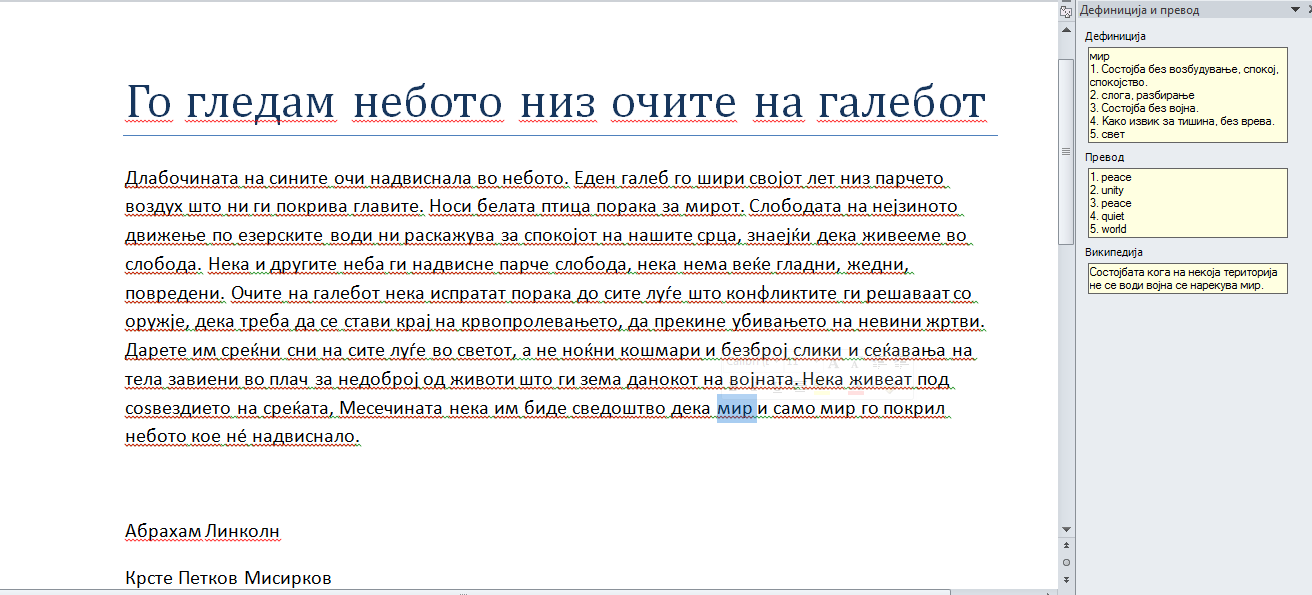 Го гледам небото низ очите на галебот
Длабочината на сините очи надвиснала во небото. Еден галеб го шири својот лет низ парчето
воздух што ни ги покрива главите. Носи белата птица порака за мирот. Слободата на нејзиното
движење по езерските води ни раскажува за спокојот на нашите срца, знаејќи дека живееме во
слобода. Нека и другите неба ги надвисне парче слобода, нека нема веќе гладни, жедни,
повредени. Очите на галебот нека испратат порака до сите луѓе што конфликтите ги решаваат со
оружје, дека треба да се стави крај на крвопролевањето, да прекине убивањето на невини жртви.
Дарете им среќни сни на сите луѓе во светот, а не ноќни кошмари и безброј слики и сеќавања на
тела завиени во плач за недоброј од животи што ги зема данокот на војната. Нека живеат под
соѕвездието на среќата, Месечината нека им биде сведоштво дека мир и само мир го покрил
небото кое нé надвиснало.
Абрахам Линколн
Крсте Петков Мисирков
Дефиниција и превод
Дефиниција
мир
1. Состојба без возбудување, спокој,
спокојство.
2. слога, разбирање
3. Состојба без војна.
4. Како извик за тишина, без врева.
5. свет
Превод
1. peace
2. unity
3. peace
4. quiet
5. world
Википедија
Состојбата кога на некоја територија
не се води војна се нарекува мир.